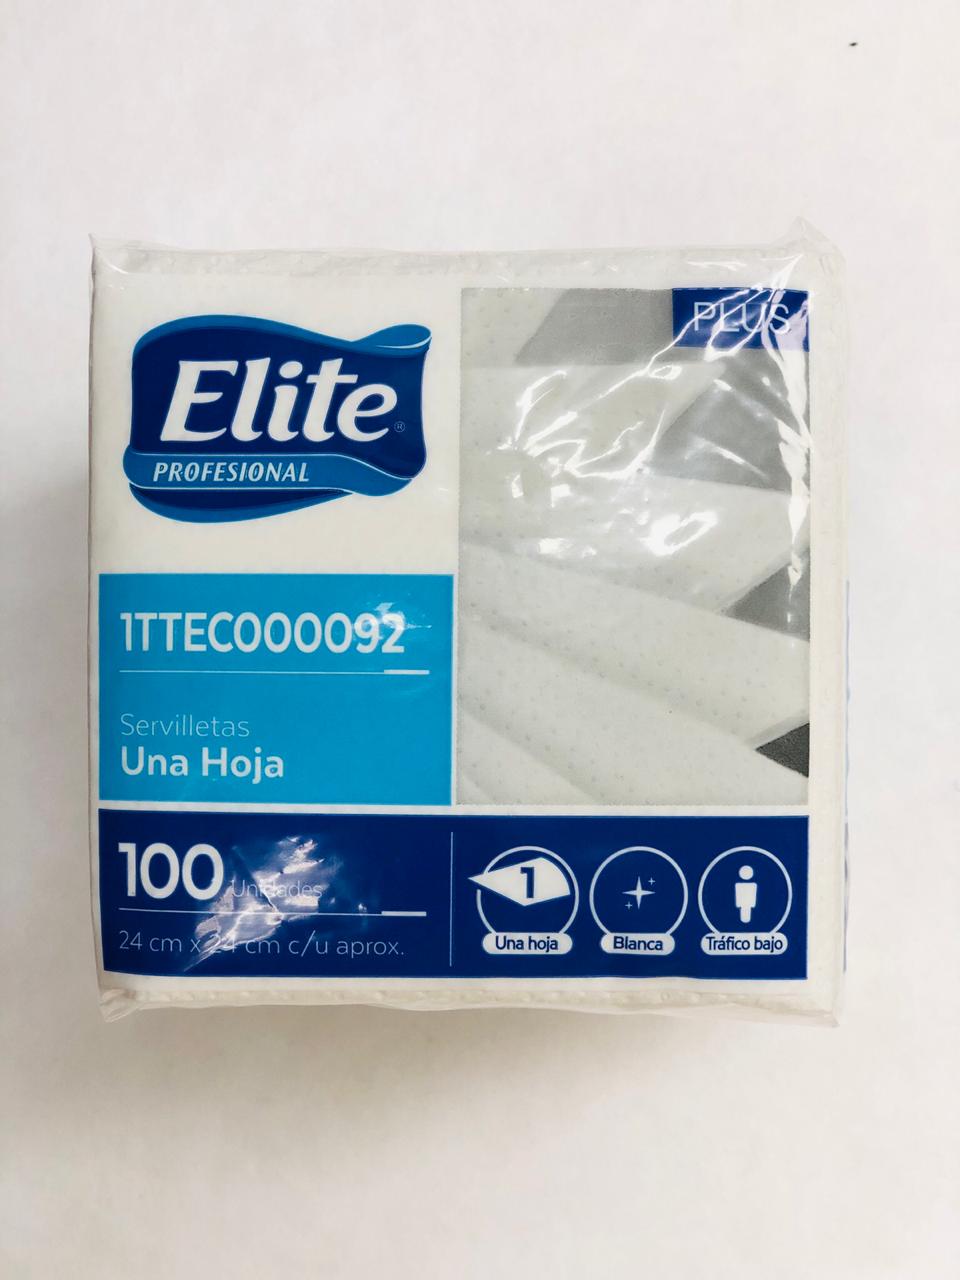 PLUS
Elite®
PROFESIONAL
1TTEC000092
Servilletas
Una Hoja
100 Unidades
24 cm x 24 cm c/u aprox.
1
Una hoja
Blanca
Tráfico bajo